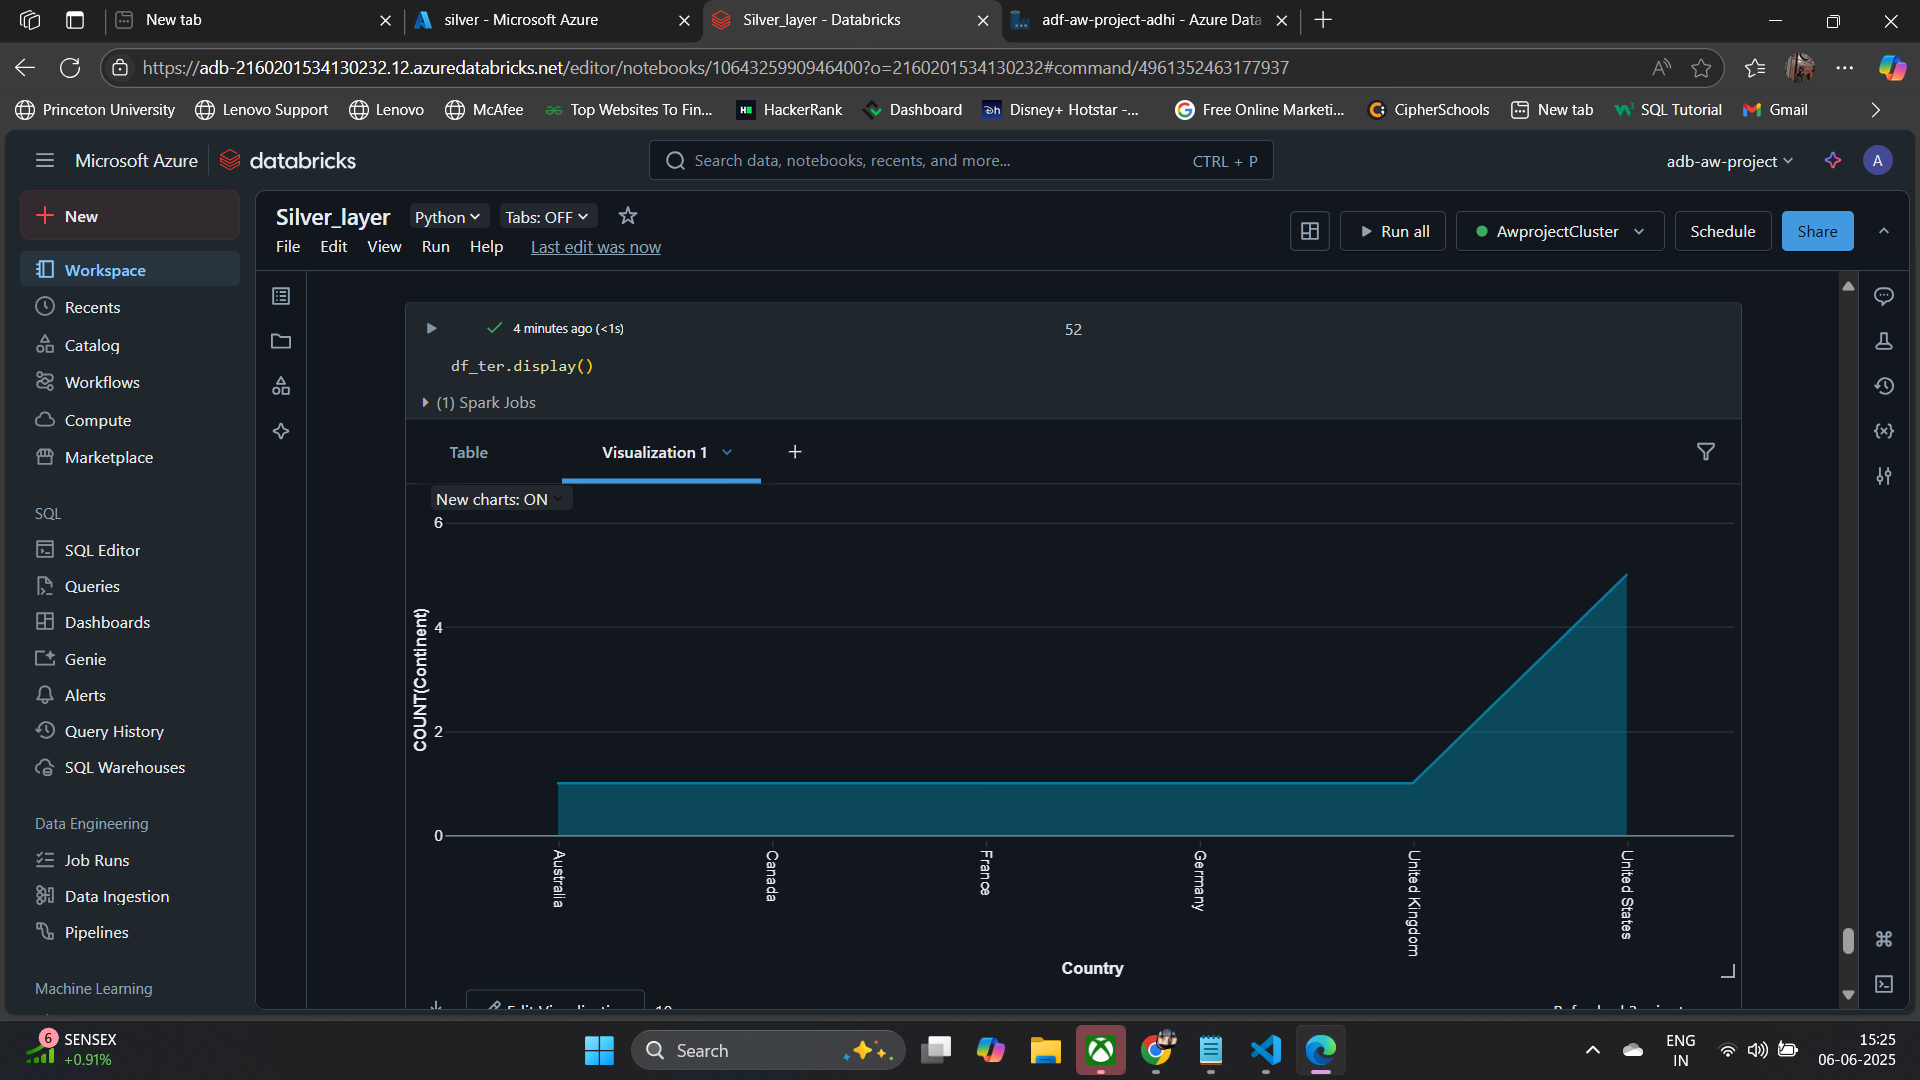 New tab
silver - Microsoft Azure
Silver_layer - Databricks
adf-aw-project-adhi - Azure Data
https://adb-2160201534130232.12.azuredatabricks.net/editor/notebooks/1064325990946400?o=2160201534130232#command/4961352463177937
Princeton University
Lenovo Support
Lenovo
McAfee
Top Websites To Fin...
HackerRank
Dashboard
Disney+ Hotstar -...
Free Online Marketi...
CipherSchools
New tab
SQL Tutorial
Gmail
Microsoft Azure
databricks
Search data, notebooks, recents, and more...
CTRL + P
adb-aw-project
A
New
Workspace
Recents
Catalog
Workflows
Compute
Marketplace
SQL
SQL Editor
Queries
Dashboards
Genie
Alerts
Query History
SQL Warehouses
Data Engineering
Job Runs
Data Ingestion
Pipelines
Machine Learning
Silver_layer
Python
Tabs: OFF
File
Edit
View
Run
Help
Last edit was now
Run all
AwprojectCluster
Schedule
Share
4 minutes ago (<1s)
52
df_ter.display()
(1) Spark Jobs
Table
Visualization 1
New charts: ON
6
4
2
0
COUNT(Continent)
Australia
Canada
France
Germany
United Kingdom
United States
Country
6
SENSEX
+0.91%
Search
ENG
IN
15:25
06-06-2025